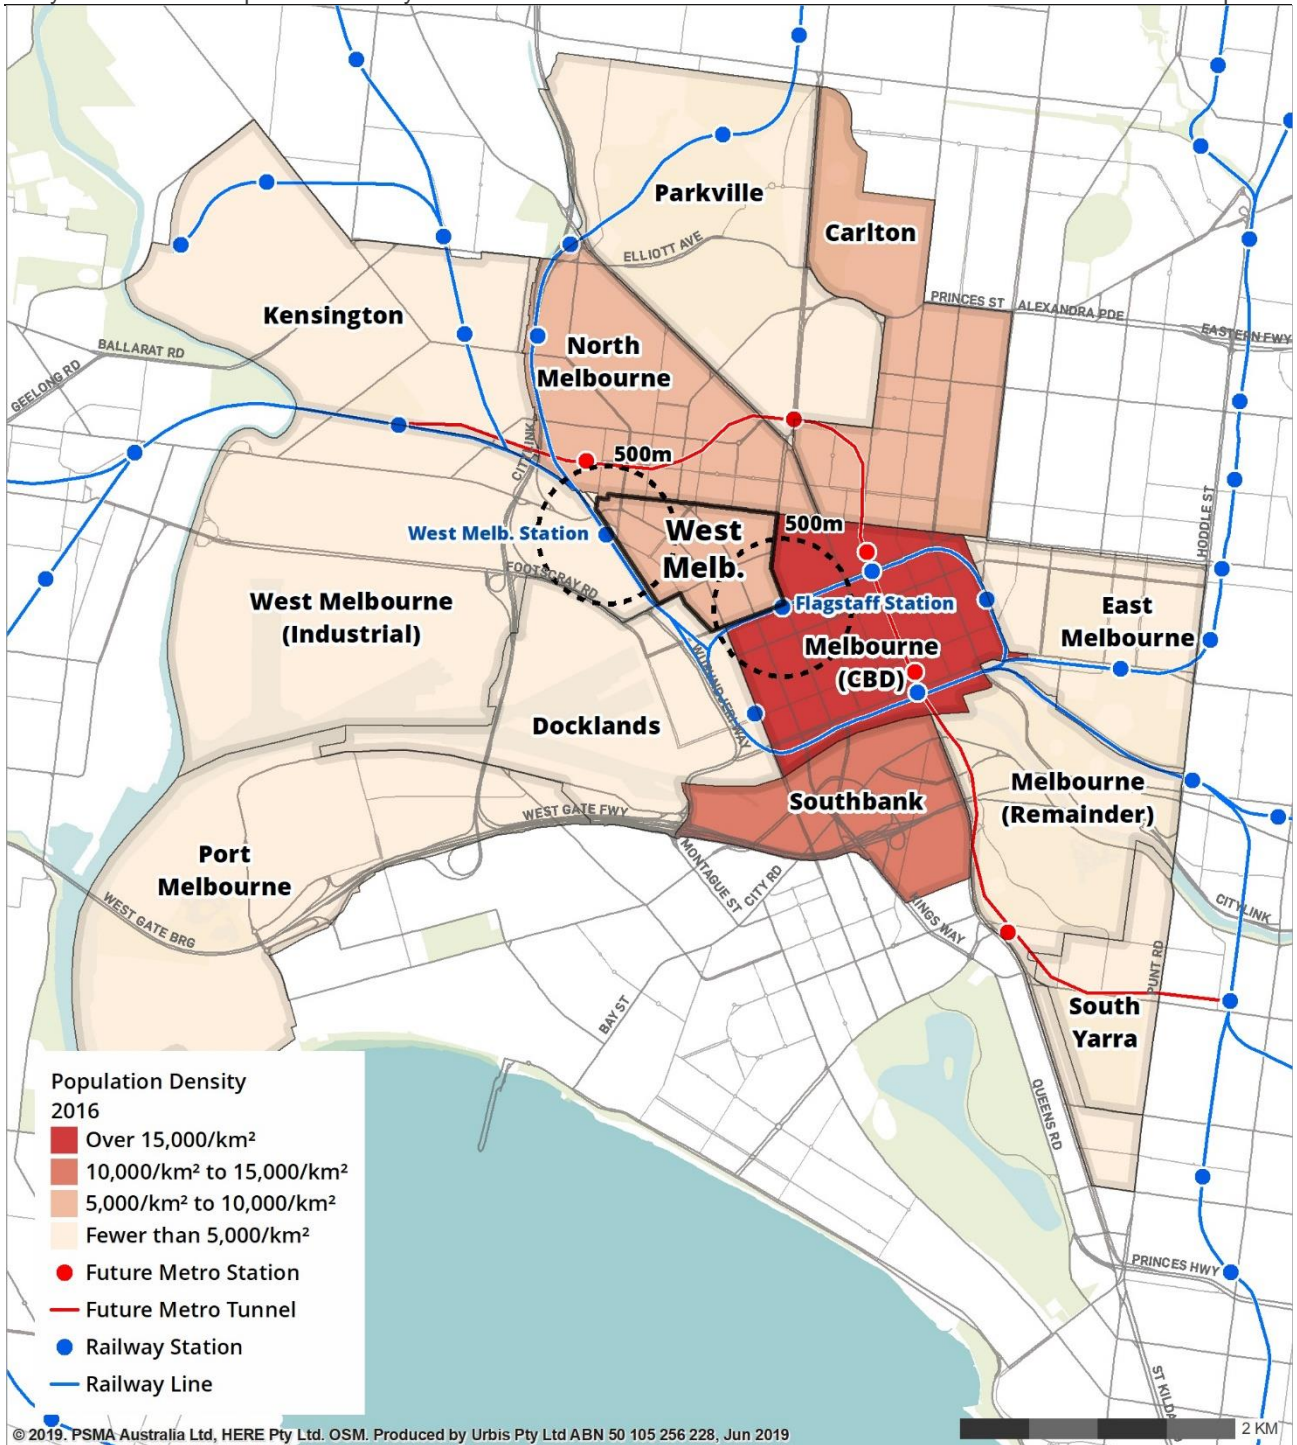 Parkville
Carlton
ELLIOTT AVE
PRINCES ST
ALEXANDRA PDE
EASTERN FWY
Kensington
BALLARAT RD
GEELONG RD
North
Melbourne
CITYLINK
500m
HODDLE ST
West Melb. Station
West
Melb.
500m
FOOTSCRAY RD
West Melbourne
(Industrial)
Flagstaff Station
East
Melbourne
Melbourne
(CBD)
WURUNDJERI WAY
Docklands
Southbank
Melbourne
(Remainder)
WEST GATE FWY
Port
Melbourne
MONTAGUE ST
CITY RD
KINGS WAY
CITYLINK
WEST GATE BRG
PUNT RD
BAY ST
South
Yarra
QUEENS RD
PRINCES HWY
Population Density
2016
Over 15,000/km²
10,000/km² to 15,000/km²
5,000/km² to 10,000/km²
Fewer than 5,000/km²
Future Metro Station
Future Metro Tunnel
Railway Station
Railway Line
ST KILDA
2 KM
© 2019. PSMA Australia Ltd, HERE Pty Ltd. OSM. Produced by Urbis Pty Ltd ABN 50 105 256 228, Jun 2019